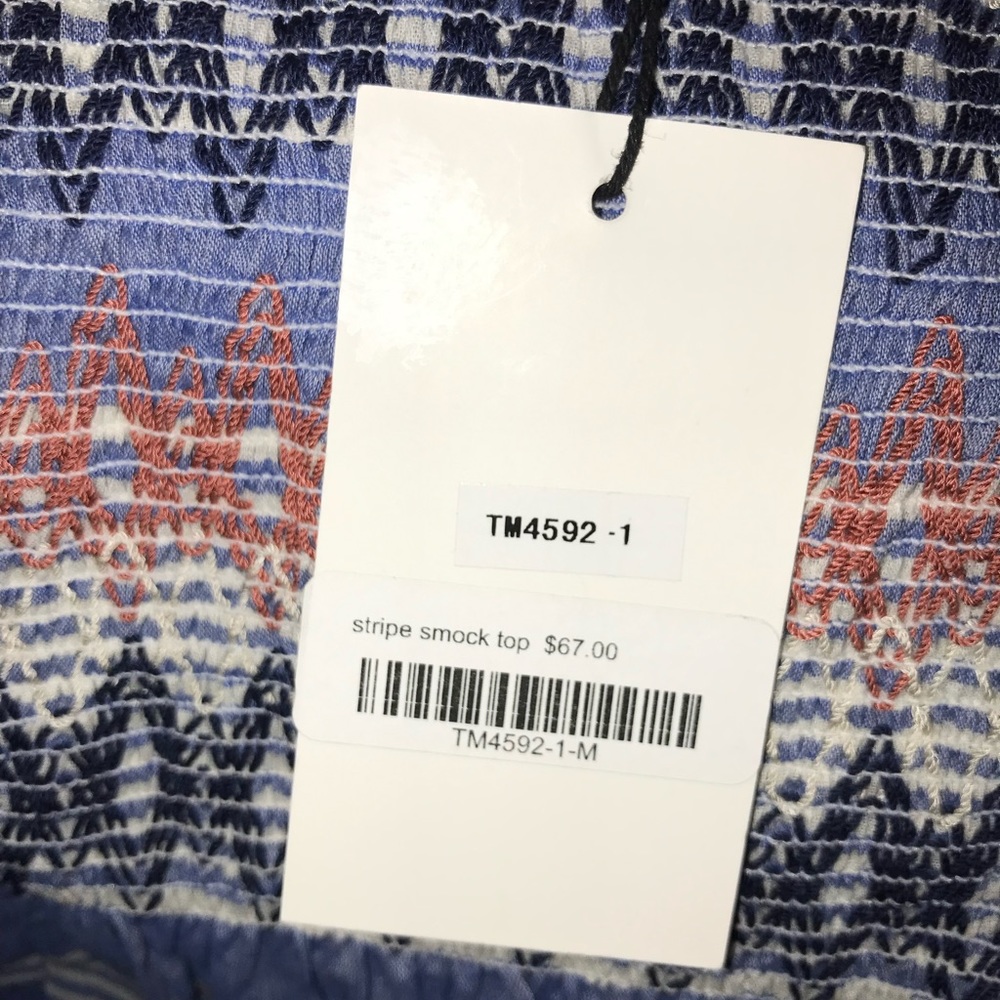 TM4592 -1
stripe smock top $67.00
TM4592-1-M